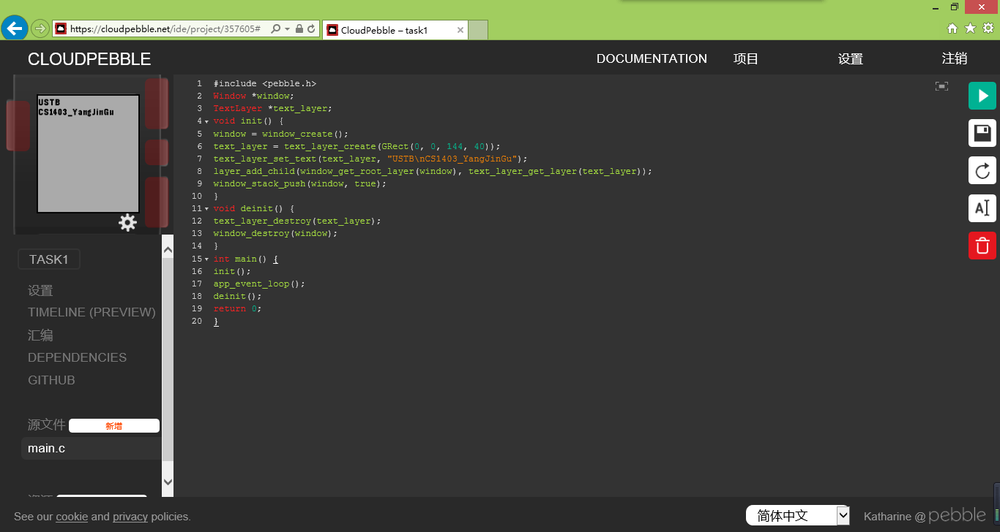 https://cloudpebble.net/ide/project/357605#
CloudPebble – task1
CLOUDPEBBLE
DOCUMENTATION
项目
设置
注销
USTB
CS1403_YangJinGu
1 #include <pebble.h>
2 Window *window;
3 TextLayer *text_layer;
4 void init() {
5 window = window_create();
6 text_layer = text_layer_create(GRect(0, 0, 144, 40));
7 text_layer_set_text(text_layer, "USTB\nCS1403_YangJinGu");
8 layer_add_child(window_get_root_layer(window), text_layer_get_layer(text_layer));
9 window_stack_push(window, true);
10 }
11 void deinit() {
12 text_layer_destroy(text_layer);
13 window_destroy(window);
14 }
15 int main() {
16 init();
17 app_event_loop();
18 deinit();
19 return 0;
20 }
TASK1
设置
TIMELINE (PREVIEW)
汇编
DEPENDENCIES
GITHUB
源文件 新增
main.c
See our cookie and privacy policies.
简体中文
Katharine @ pebble